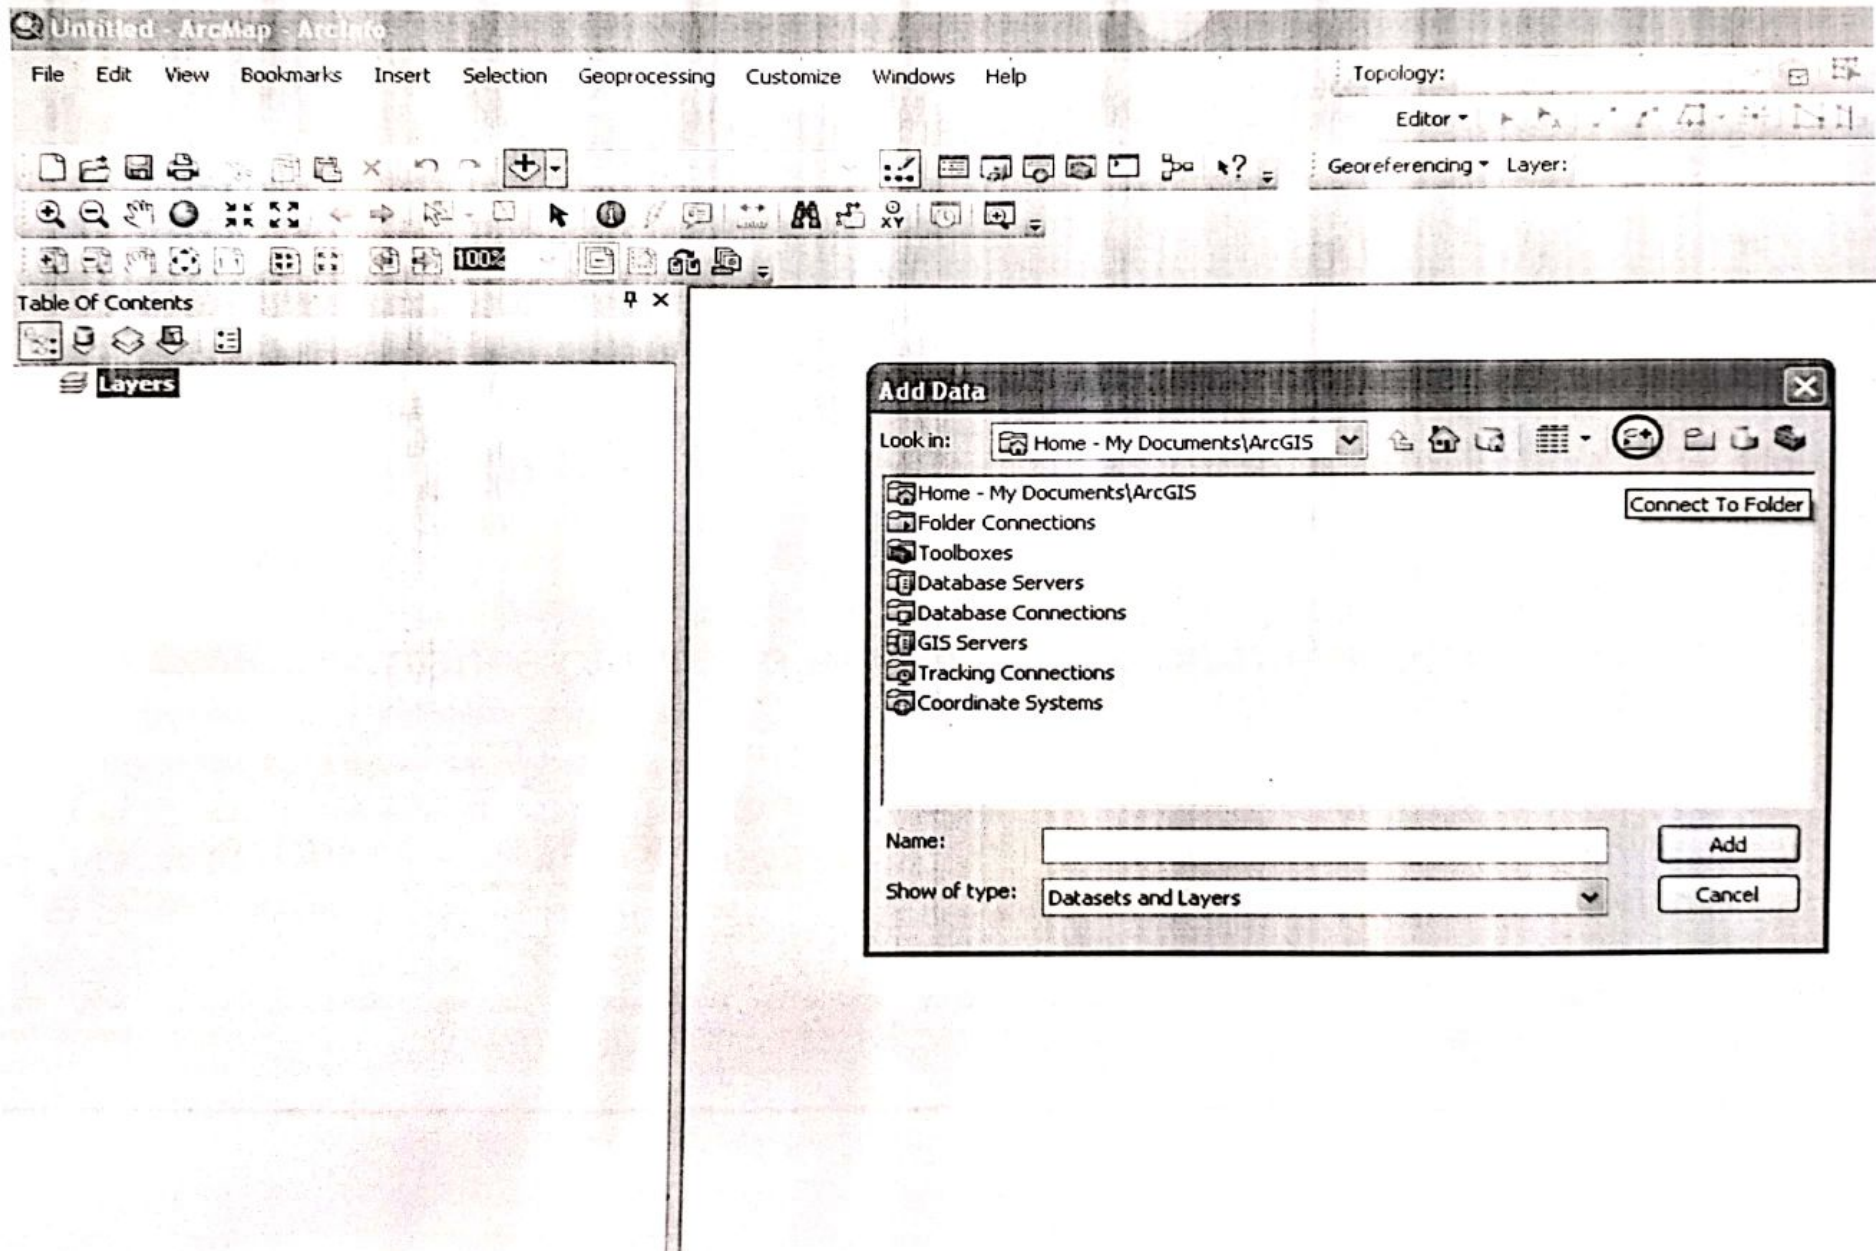 Untitled - ArcMap - ArcInfo
File Edit View Bookmarks Insert Selection Geoprocessing Customize Windows Help
Topology:
Editor
Georeferencing Layer:
100%
Table Of Contents
Layers
Add Data
Look in: Home - My Documents\ArcGIS
Home - My Documents\ArcGIS
Connect To Folder
Folder Connections
Toolboxes
Database Servers
Database Connections
GIS Servers
Tracking Connections
Coordinate Systems
Name:
Add
Show of type: Datasets and Layers
Cancel